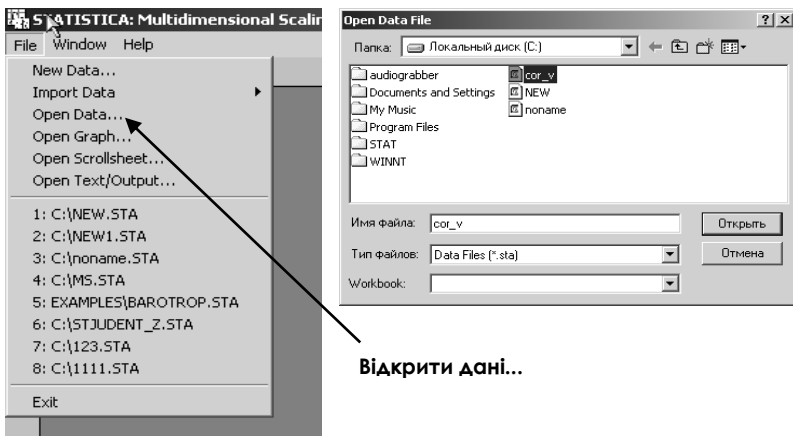 STATISTICA: Multidimensional Scalin
File Window Help
New Data...
Import Data
Open Data...
Open Graph...
Open Scrollsheet...
Open Text/Output...
1: C:\NEW.STA
2: C:\NEW1.STA
3: C:\noname.STA
4: C:\MS.STA
5: EXAMPLES\BAROTROP.STA
6: C:\STJUDENT_Z.STA
7: C:\123.STA
8: C:\1111.STA
Exit
Open Data File
Папка: Локальный диск (C:)
audiograbber
Documents and Settings
My Music
Program Files
STAT
WINNT
cor_v
NEW
noname
Имя файла: cor_v Открыть
Тип файлов: Data Files (*.sta) Отмена
Workbook:
Відкрити дані...